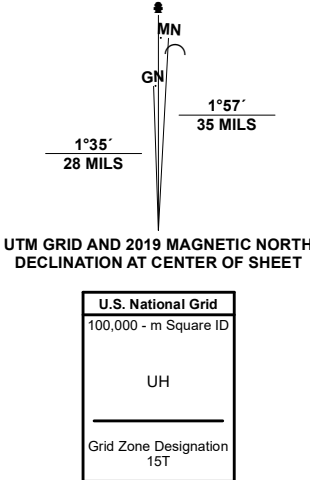 MN
GN
1°57´
35 MILS
1°35´
28 MILS
UTM GRID AND 2019 MAGNETIC NORTH
DECLINATION AT CENTER OF SHEET
U.S. National Grid
100,000 - m Square ID
UH
Grid Zone Designation
15T